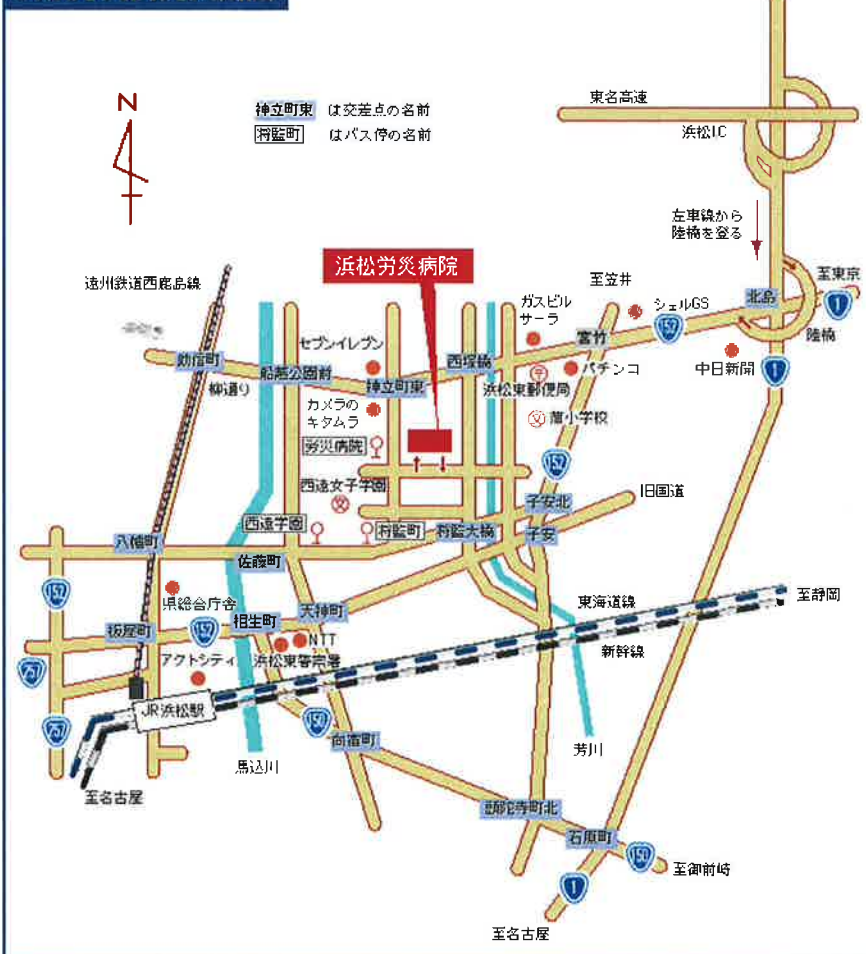 N
神立町東 は交差点の名前
将監町 はバス停の名前
東名高速
浜松IC
左車線から
陸橋を登る
浜松労災病院
遠州鉄道西鹿島線
至笠井
至東京
ガスビル
サーラ
シェルGS
北島
1
152
陸橋
宮竹
セブンイレブン
西塚橋
助信町
船越公園前
パチンコ
中日新聞
1
神立町東
浜松東郵便局
柳通り
カメラの
キタムラ
蒲小学校
労災病院
152
西遠女子学園
子安北
旧国道
西遠学園
将監町
将監大橋
子安
八幡町
佐藤町
152
県総合庁舎
天神町
東海道線
至静岡
相生町
板屋町
152
NTT
新幹線
アクトシティ
浜松東警察署
257
JR浜松駅
150
257
向宿町
馬込川
芳川
至名古屋
頭陀寺町北
石原町
150
至御前崎
1
至名古屋